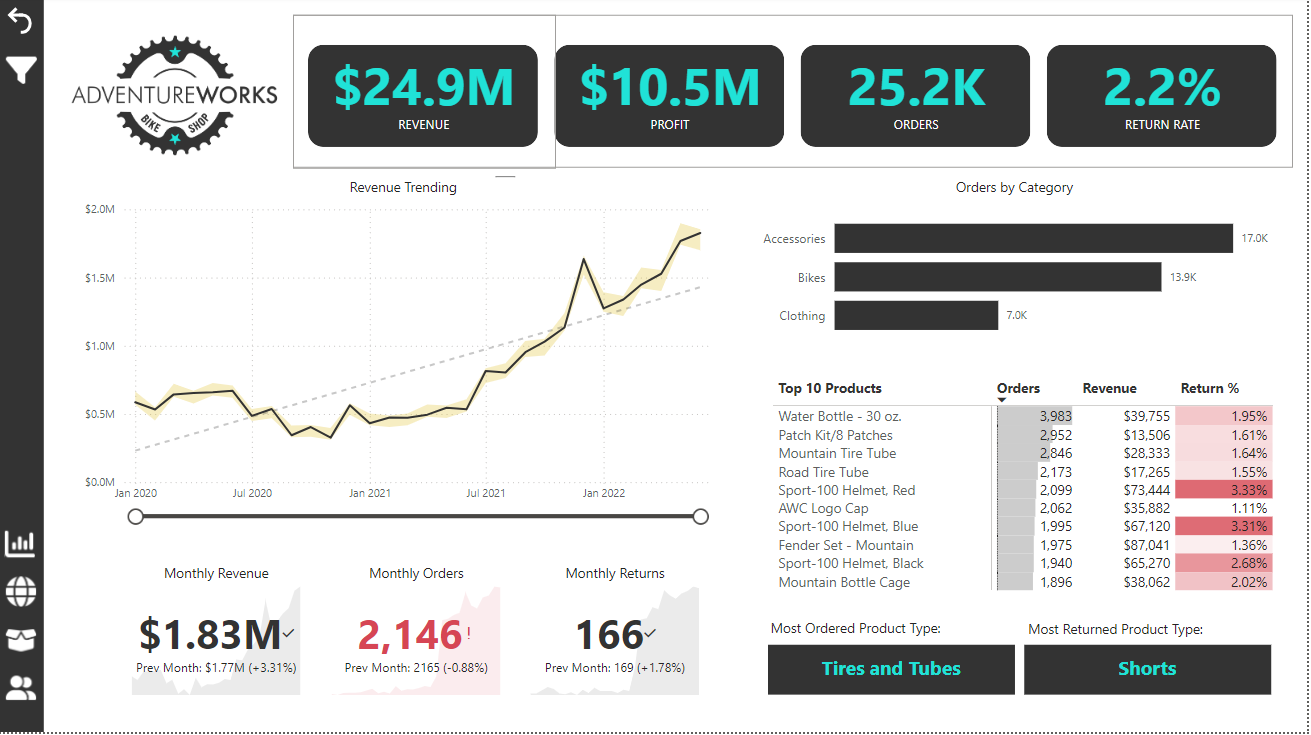 ADVENTUREWORKS
BIKE SHOP
$24.9M
REVENUE
$10.5M
PROFIT
25.2K
ORDERS
2.2%
RETURN RATE
Revenue Trending
$2.0M
$1.5M
$1.0M
$0.5M
$0.0M
Jan 2020 Jul 2020 Jan 2021 Jul 2021 Jan 2022
Orders by Category
Accessories 17.0K
Bikes 13.9K
Clothing 7.0K
Top 10 Products Orders Revenue Return %
Water Bottle - 30 oz. 3,983 $39,755 1.95%
Patch Kit/8 Patches 2,952 $13,506 1.61%
Mountain Tire Tube 2,846 $28,333 1.64%
Road Tire Tube 2,173 $17,265 1.55%
Sport-100 Helmet, Red 2,099 $73,444 3.33%
AWC Logo Cap 2,062 $35,882 1.11%
Sport-100 Helmet, Blue 1,995 $67,120 3.31%
Fender Set - Mountain 1,975 $87,041 1.36%
Sport-100 Helmet, Black 1,940 $65,270 2.68%
Mountain Bottle Cage 1,896 $38,062 2.02%
Monthly Revenue
$1.83M
Prev Month: $1.77M (+3.31%)
Monthly Orders
2,146!
Prev Month: 2165 (-0.88%)
Monthly Returns
166
Prev Month: 169 (+1.78%)
Most Ordered Product Type:
Tires and Tubes
Most Returned Product Type:
Shorts